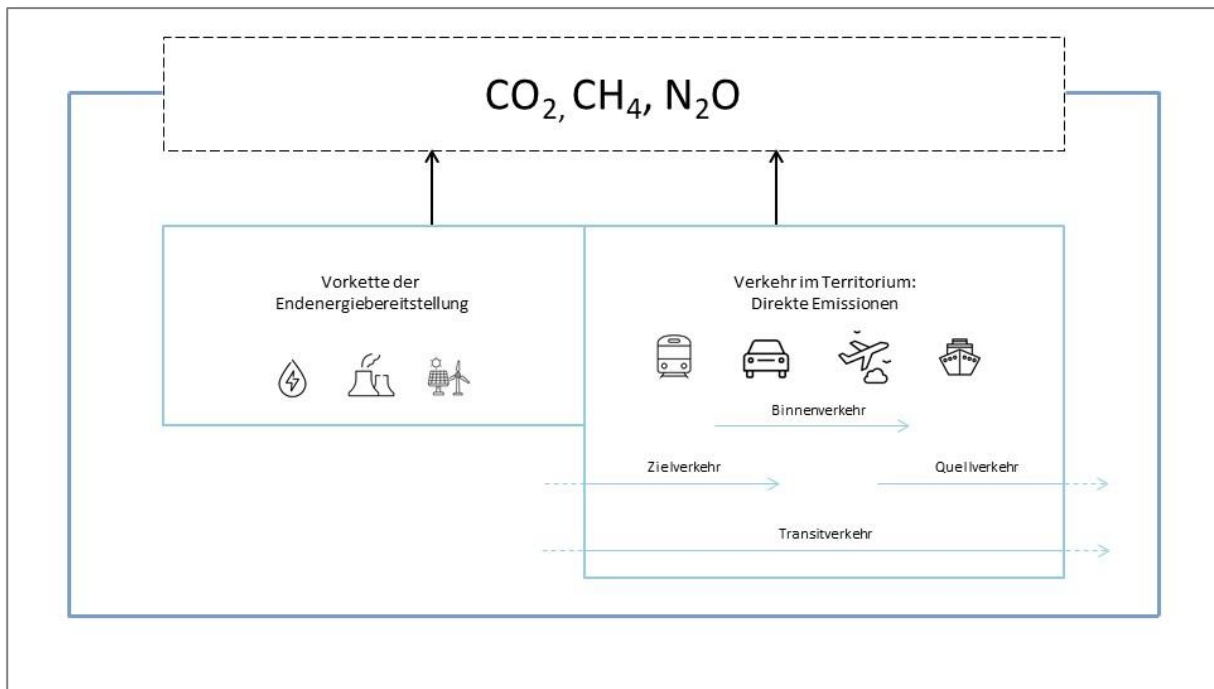 CO₂, CH₄, N₂O
Vorkette der
Endenergiebereitstellung
Verkehr im Territorium:
Direkte Emissionen
Binnenverkehr
Zielverkehr
Quellverkehr
Transitverkehr